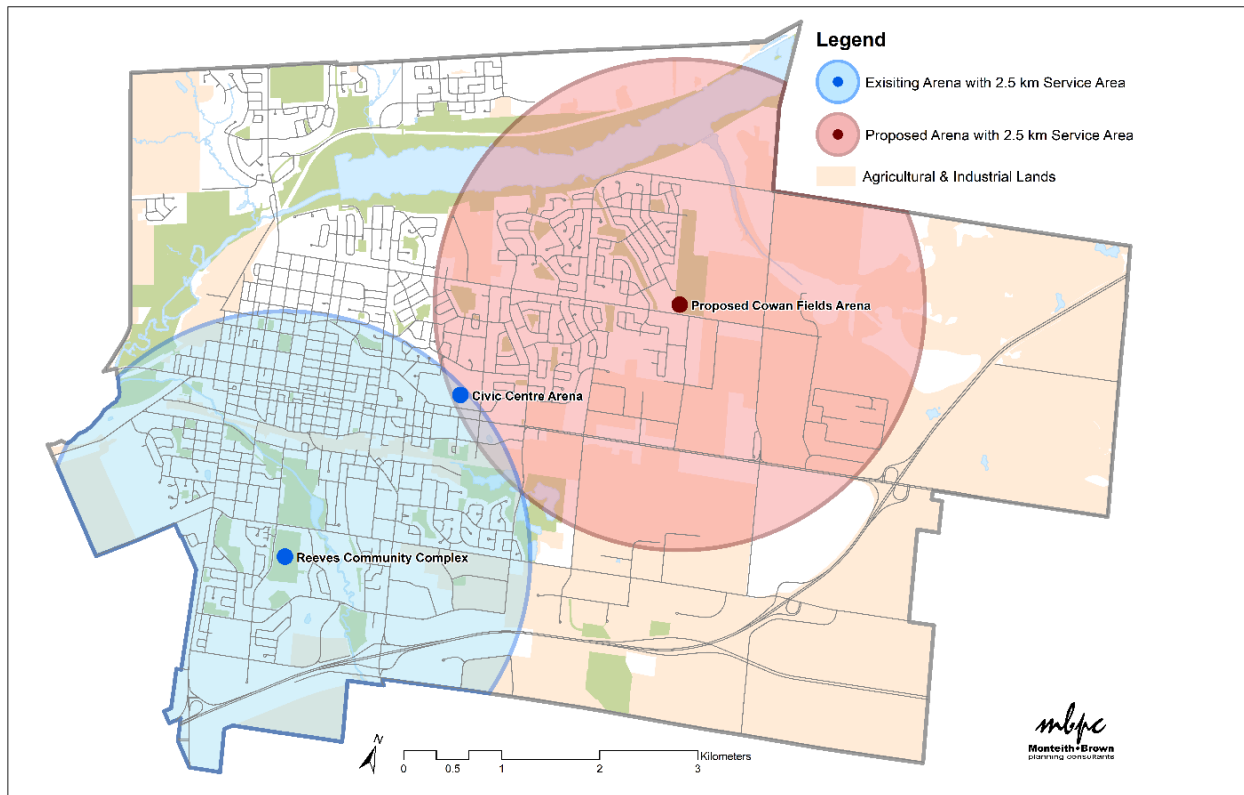 Legend
Exisiting Arena with 2.5 km Service Area
Proposed Arena with 2.5 km Service Area
Agricultural & Industrial Lands
Proposed Cowan Fields Arena
Civic Centre Arena
Reeves Community Complex
N
Kilometers
0 0.5 1 2 3
mbpc
Monteith•Brown
planning consultants